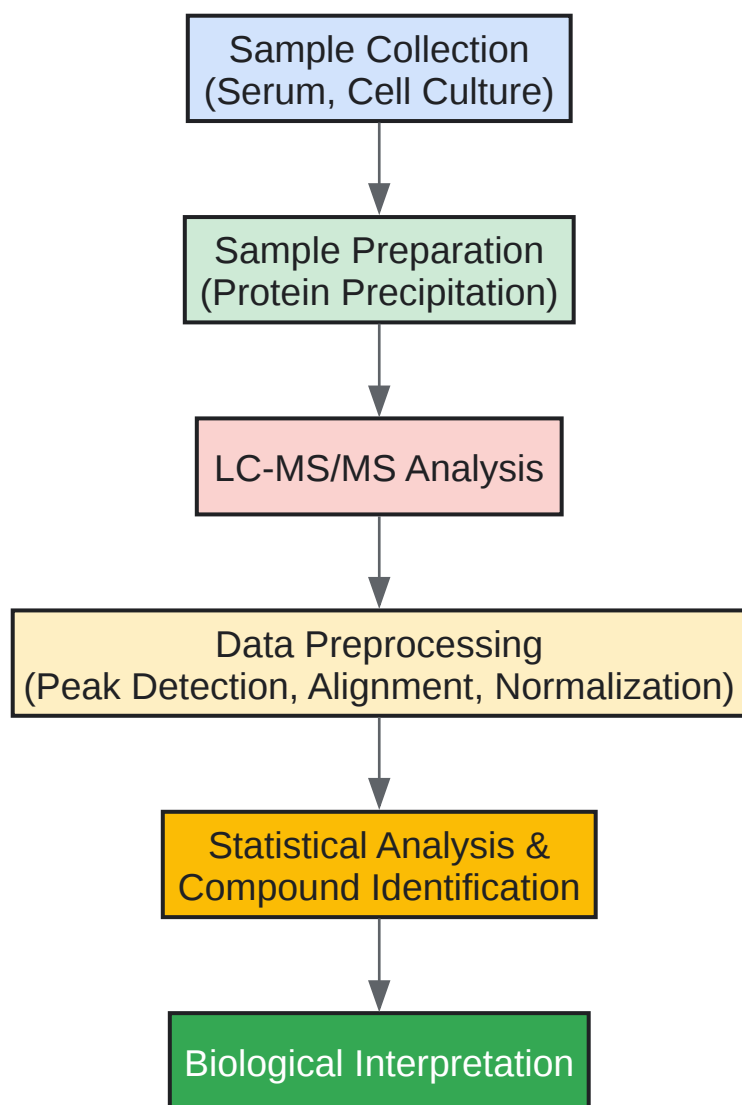 Sample Collection
(Serum, Cell Culture)
Sample Preparation
(Protein Precipitation)
LC-MS/MS Analysis
Data Preprocessing
(Peak Detection, Alignment, Normalization)
Statistical Analysis &
Compound Identification
Biological Interpretation